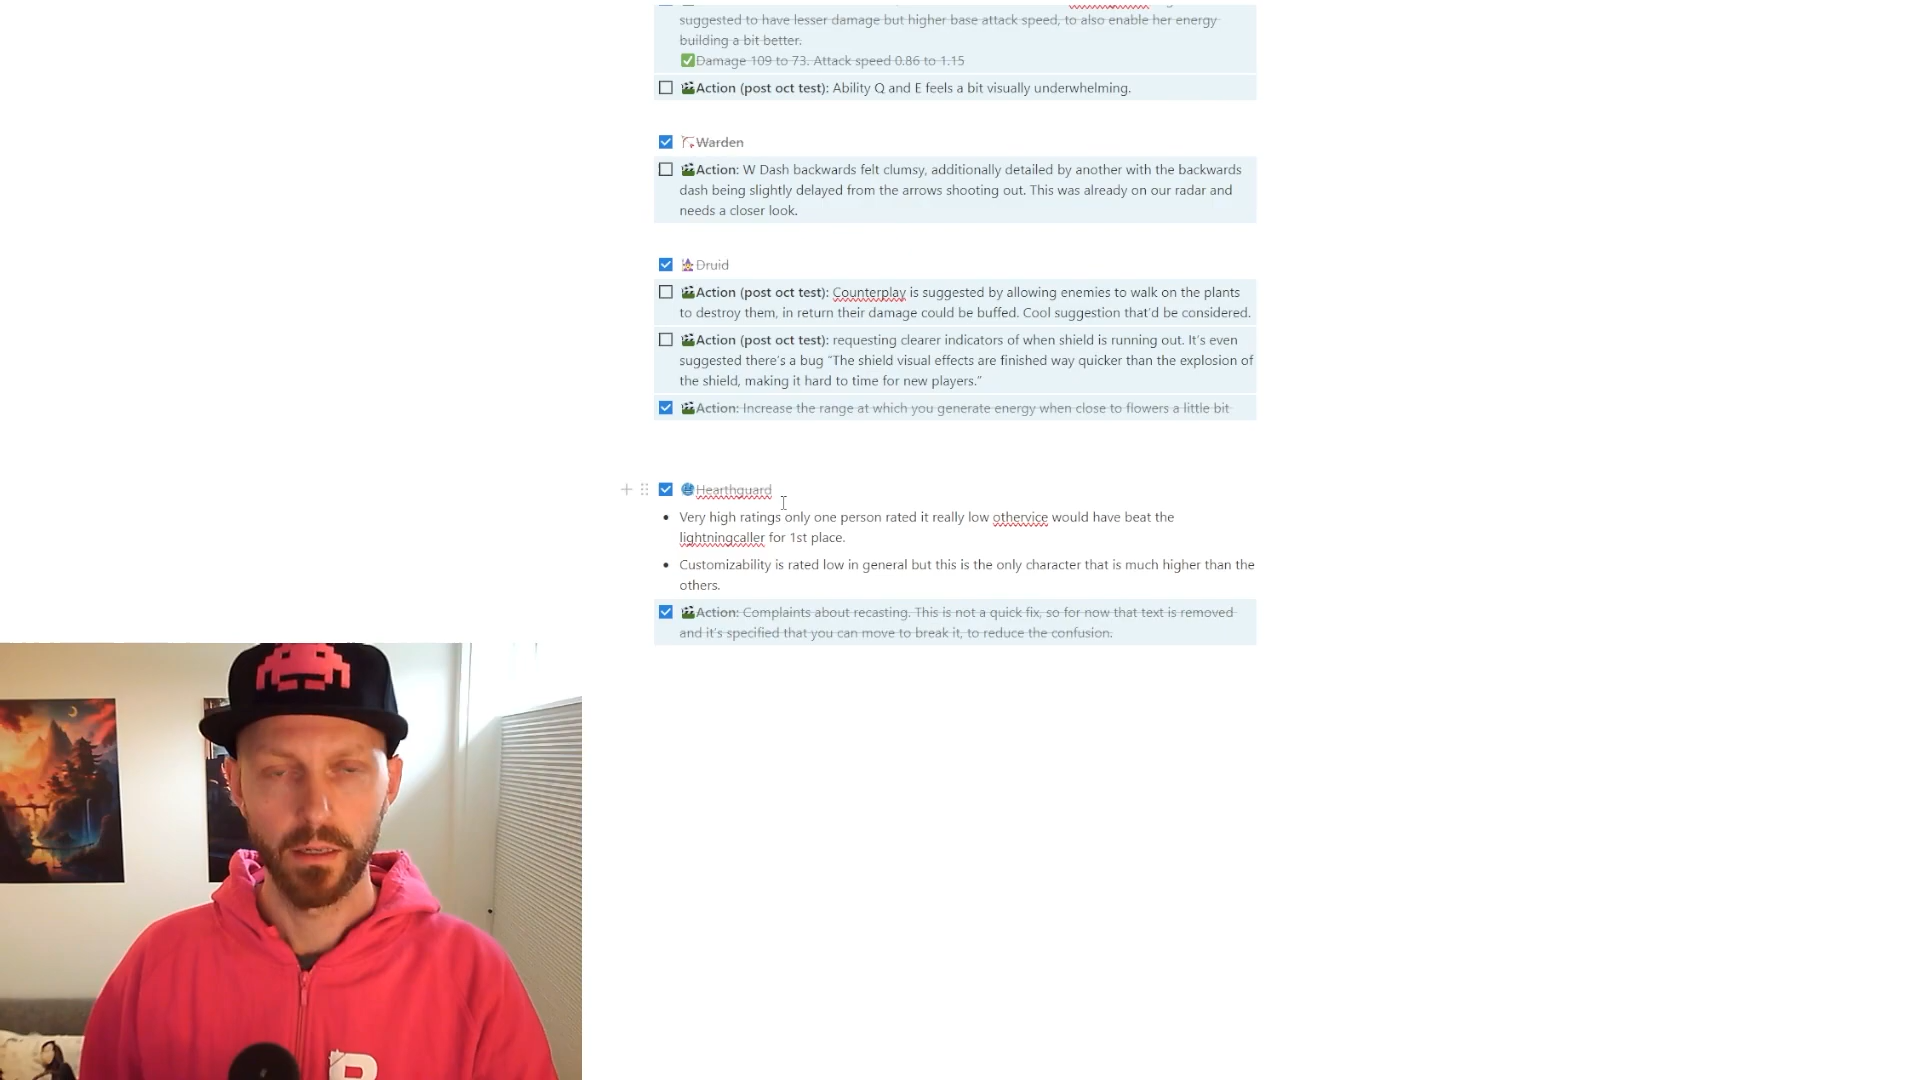 suggested to have lesser damage but higher base attack speed, to also enable her energy
building a bit better.
✅Damage 109 to 73. Attack speed 0.86 to 1.15
Action (post oct test): Ability Q and E feels a bit visually underwhelming.
Warden
Action: W Dash backwards felt clumsy, additionally detailed by another with the backwards
dash being slightly delayed from the arrows shooting out. This was already on our radar and
needs a closer look.
Druid
Action (post oct test): Counterplay is suggested by allowing enemies to walk on the plants
to destroy them, in return their damage could be buffed. Cool suggestion that'd be considered.
Action (post oct test): requesting clearer indicators of when shield is running out. It's even
suggested there's a bug “The shield visual effects are finished way quicker than the explosion of
the shield, making it hard to time for new players.”
Action: Increase the range at which you generate energy when close to flowers a little bit
Hearthguard
Very high ratings only one person rated it really low othervice would have beat the
lightningcaller for 1st place.
Customizability is rated low in general but this is the only character that is much higher than the
others.
Action: Complaints about recasting. This is not a quick fix, so for now that text is removed
and it's specified that you can move to break it, to reduce the confusion.